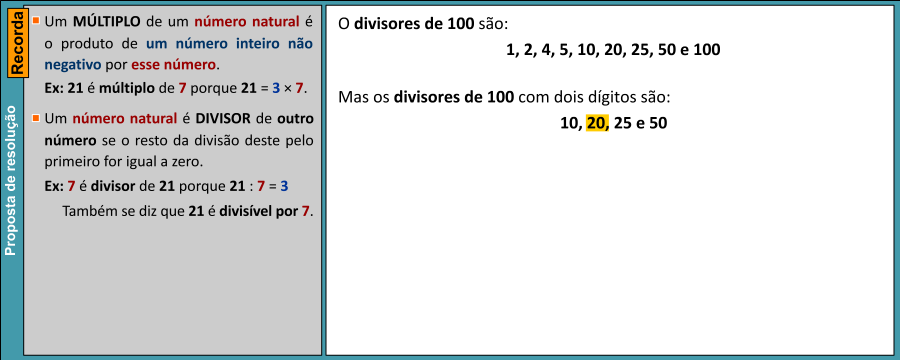 Recorda
Proposta de resolução
Um MÚLTIPLO de um número natural é
o produto de um número inteiro não
negativo por esse número.
Ex: 21 é múltiplo de 7 porque 21 = 3 × 7.
Um número natural é DIVISOR de outro
número se o resto da divisão deste pelo
primeiro for igual a zero.
Ex: 7 é divisor de 21 porque 21 : 7 = 3
Também se diz que 21 é divisível por 7.
O divisores de 100 são:
1, 2, 4, 5, 10, 20, 25, 50 e 100
Mas os divisores de 100 com dois dígitos são:
10, 20, 25 e 50